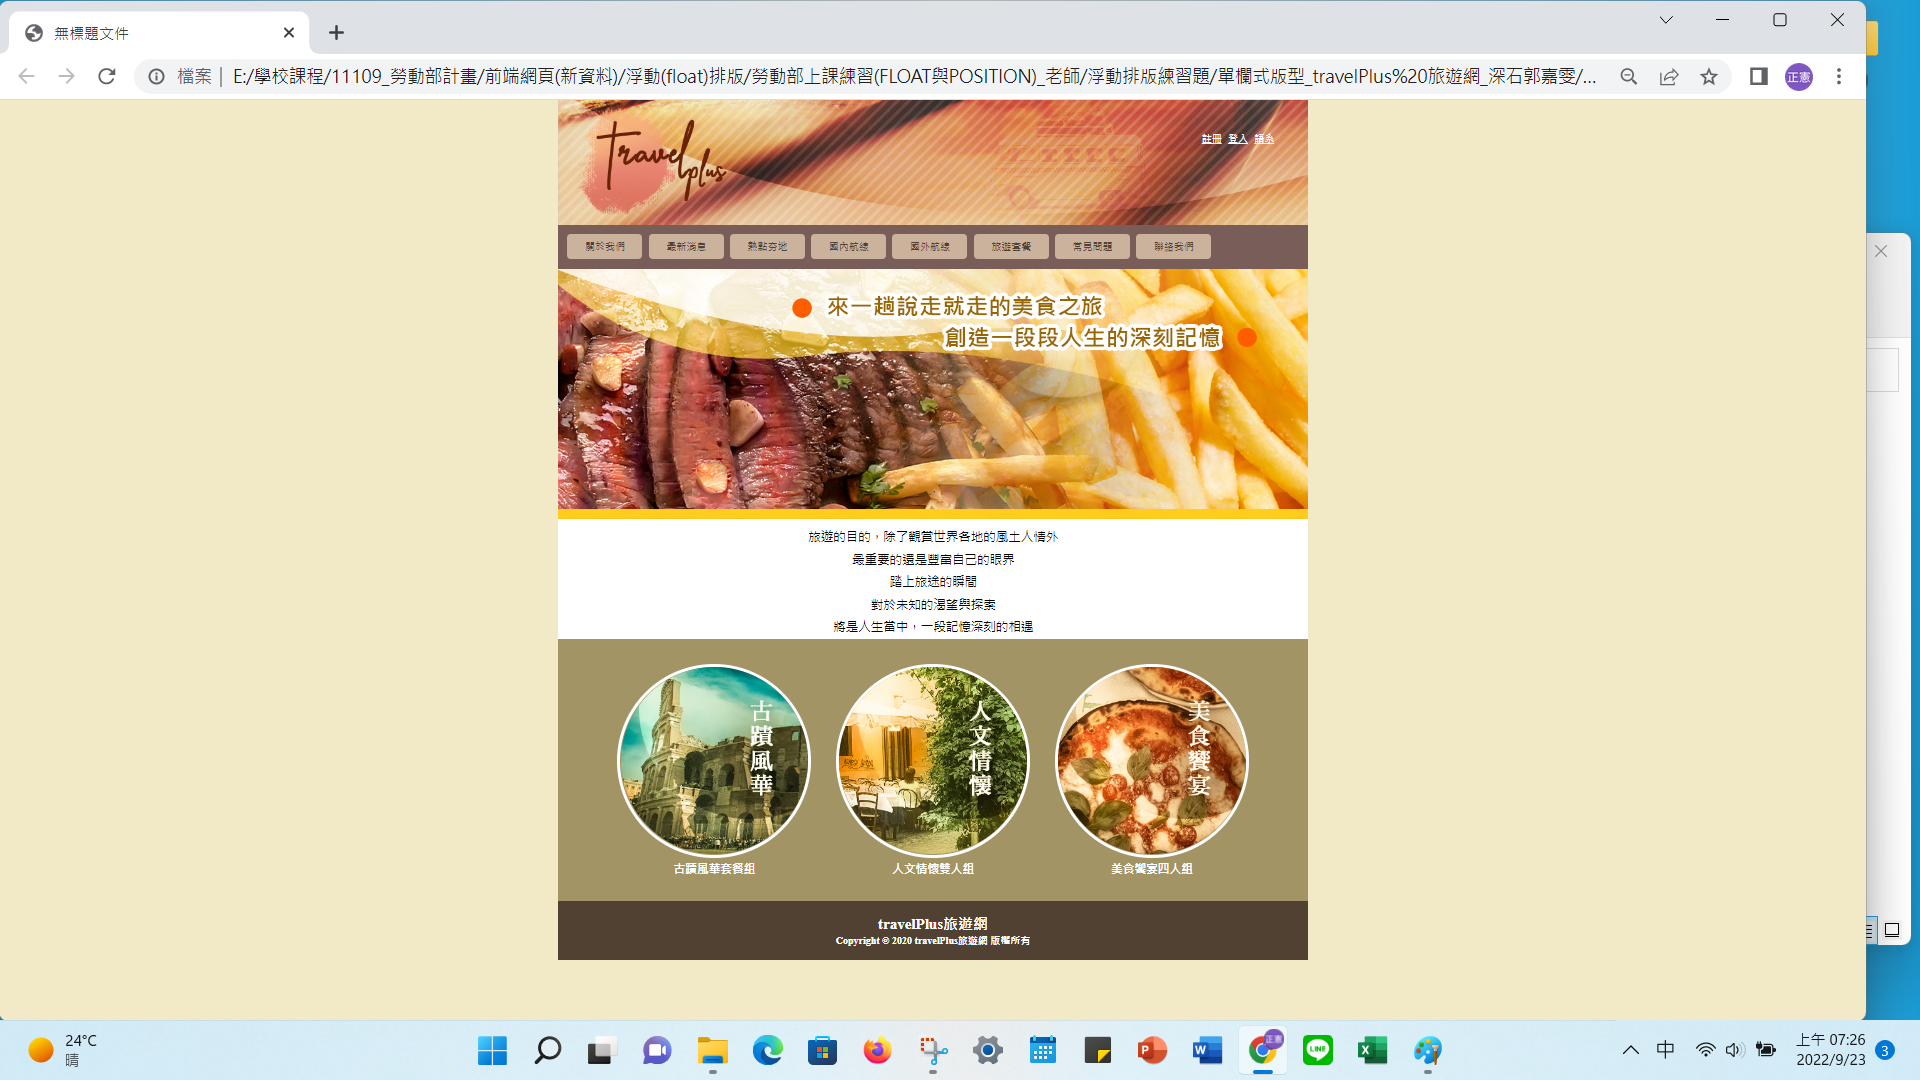 無標題文件
檔案 | E:/學校課程/11109_勞動部計畫/前端網頁(新資料)/浮動(float)排版/勞動部上課練習(FLOAT與POSITION)_老師/浮動排版練習題/單欄式版型_travelPlus%20旅遊網_深石郭嘉雯/...
正憲
Travel
plus
註冊 登入
關於我們 最新消息 熱點夯地 國內航線 國外航線 旅遊套餐 常見問題 聯絡我們
來一趟說走就走的美食之旅
創造一段段人生的深刻記憶
旅遊的目的，除了觀賞世界各地的風土人情外
最重要的還是豐富自己的眼界
踏上旅途的瞬間
對於未知的渴望與探索
將是人生當中，一段記憶深刻的相遇
古蹟風華
人文情懷
美食饗宴
古蹟風華套餐組
人文情懷雙人組
美食饗宴四人組
travelPlus旅遊網
Copyright © 2020 travelPlus旅遊網 版權所有
24°C
晴
正憲
LINE
中
上午 07:26
2022/9/23
3